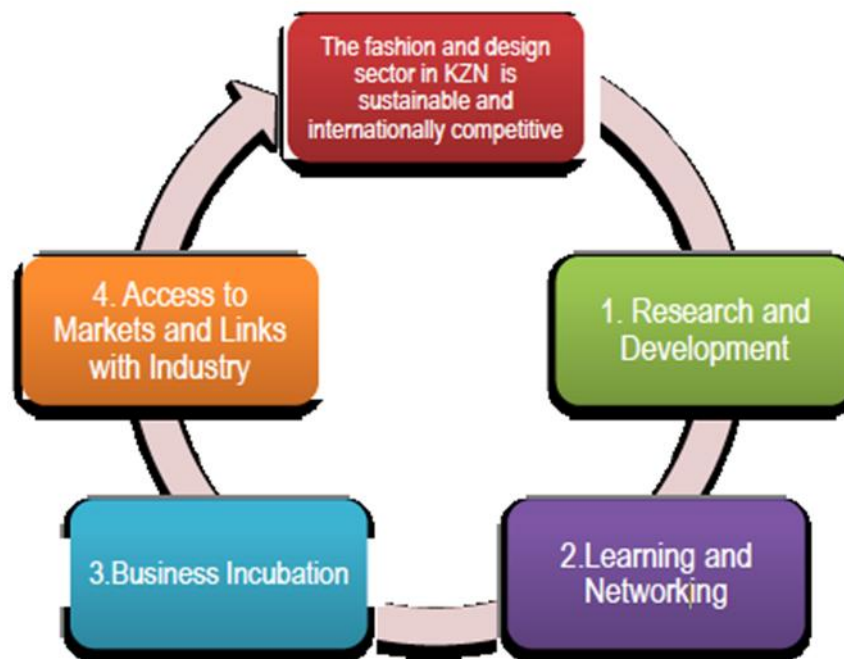 The fashion and design
sector in KZN is
sustainable and
internationally competitive
1. Research and
Development
2.Learning and
Networking
3.Business Incubation
4. Access to
Markets and Links
with Industry